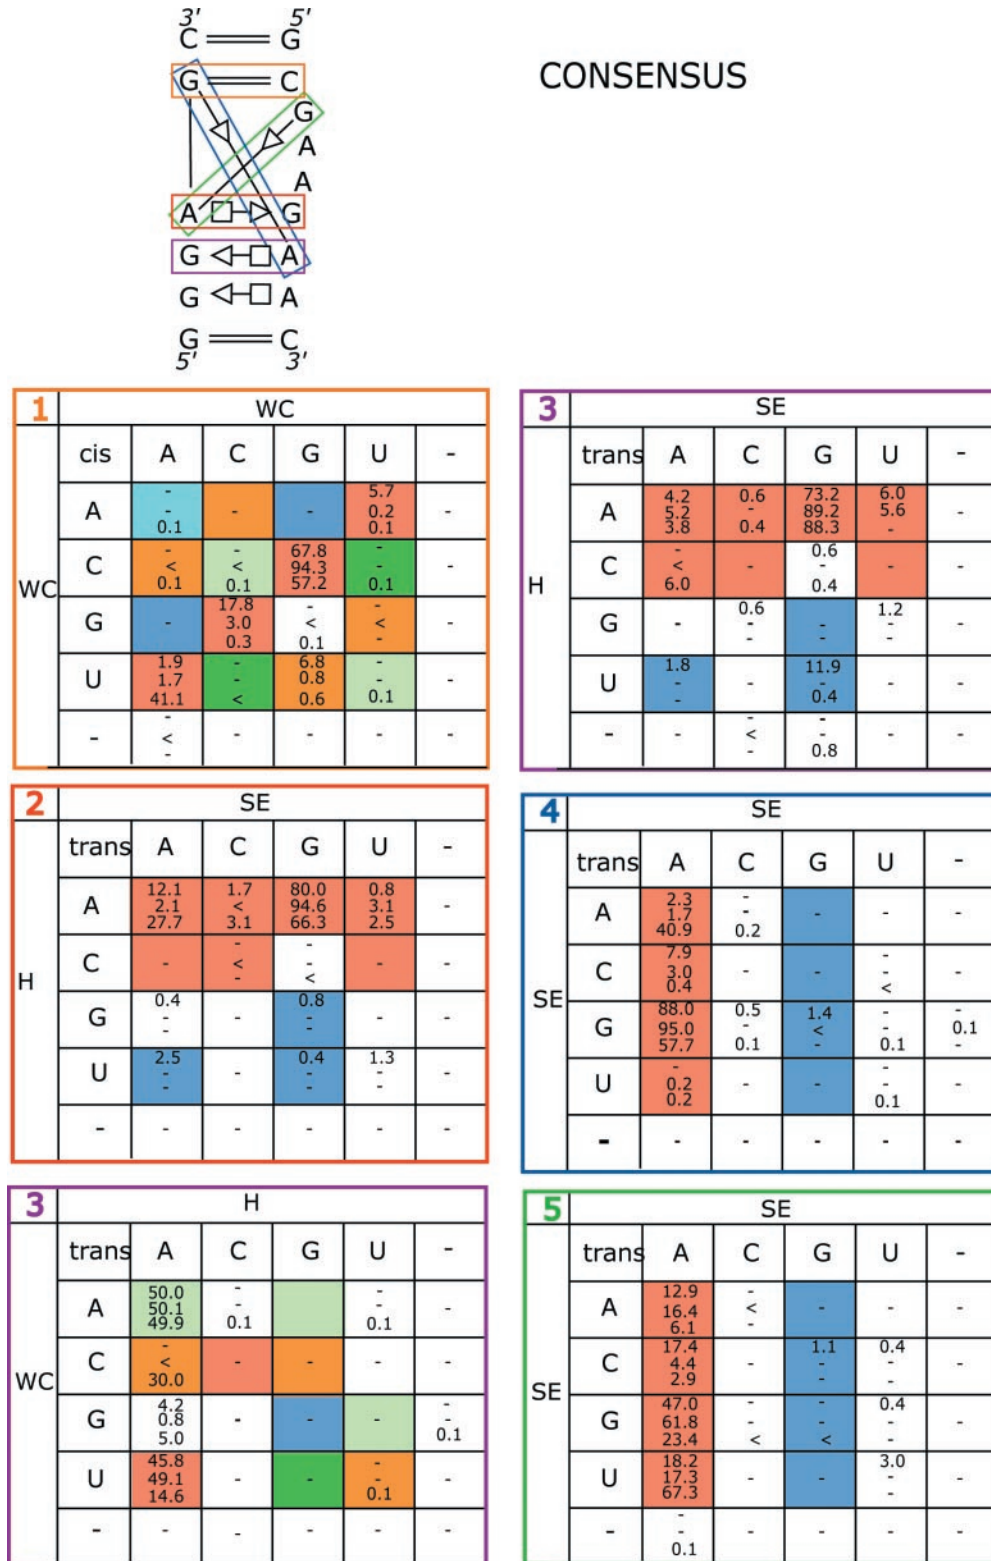 3' 5'
C G
CONSENSUS
G C
G
A
A
A G
G A
G A
G C
5' 3'
1 WC
cis A C G U -
A - - 0.1 - - 5.7 0.2 0.1 -
WC
C - < 0.1 - < 0.1 67.8 94.3 57.2 - - 0.1 -
G - 17.8 3.0 0.3 - < 0.1 - < - -
U 1.9 1.7 41.1 - - < 6.8 0.8 0.6 - - 0.1 -
- - < - - - - -
3 SE
trans A C G U -
A 4.2 5.2 3.8 0.6 - 0.4 73.2 89.2 88.3 6.0 5.6 - -
H
C - < 6.0 - 0.6 - 0.4 - -
G - 0.6 - - - - 1.2 - - -
U 1.8 - - - 11.9 - 0.4 - -
- - - < - - - 0.8 - -
2 SE
trans A C G U -
A 12.1 2.1 27.7 1.7 < 3.1 80.0 94.6 66.3 0.8 3.1 2.5 -
H
C - - < - - - < - -
G 0.4 - - - 0.8 - - - -
U 2.5 - - - 0.4 - - 1.3 - - -
- - - - - -
4 SE
trans A C G U -
A 2.3 1.7 40.9 - - 0.2 - - -
SE
C 7.9 3.0 0.4 - - - - < -
G 88.0 95.0 57.7 0.5 - 0.1 1.4 < - - - 0.1 - 0.1 -
U - 0.2 0.2 - - - - 0.1 -
- - - - - -
3 H
trans A C G U -
A 50.0 50.1 49.9 - - 0.1 - - 0.1 -
WC
C - < 30.0 - - - -
G 4.2 0.8 5.0 - - - - - 0.1
U 45.8 49.1 14.6 - - - - 0.1 -
- - - - - -
5 SE
trans A C G U -
A 12.9 16.4 6.1 - < - - - -
SE
C 17.4 4.4 2.9 - 1.1 - - 0.4 - - -
G 47.0 61.8 23.4 - - < - - < 0.4 - - -
U 18.2 17.3 67.3 - - 3.0 - - -
- - - 0.1 - - - -